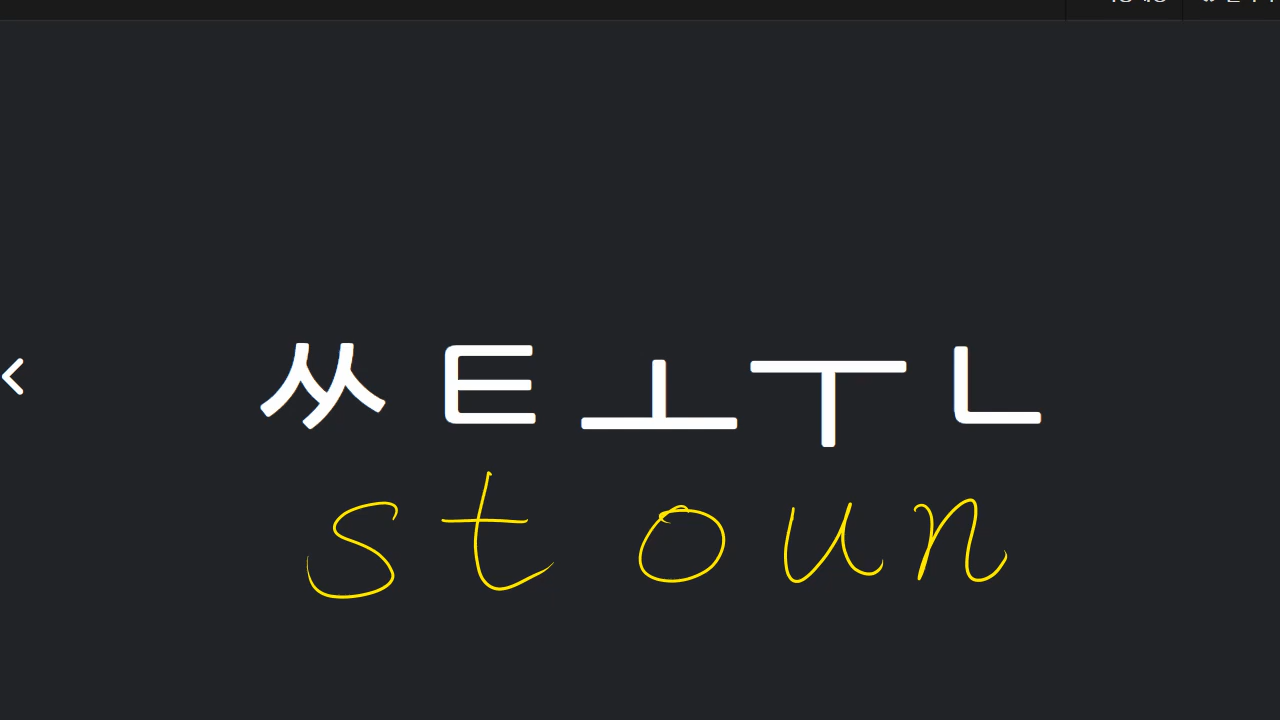 ㅆ ㅌ ㅗ ㅜ ㄴ
s t o u n